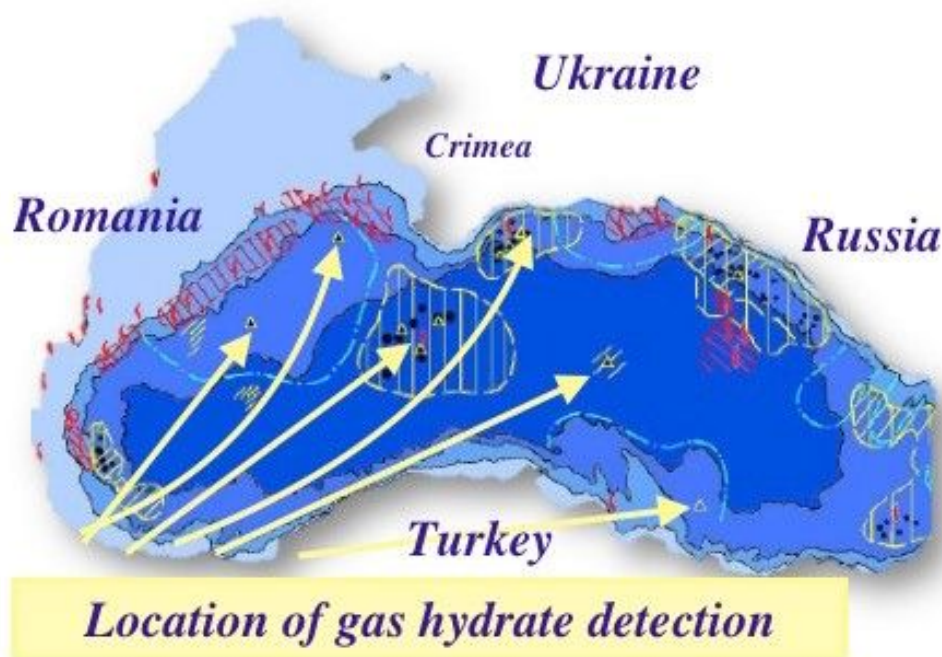 Ukraine
Crimea
Romania
Russia
Turkey
Location of gas hydrate detection